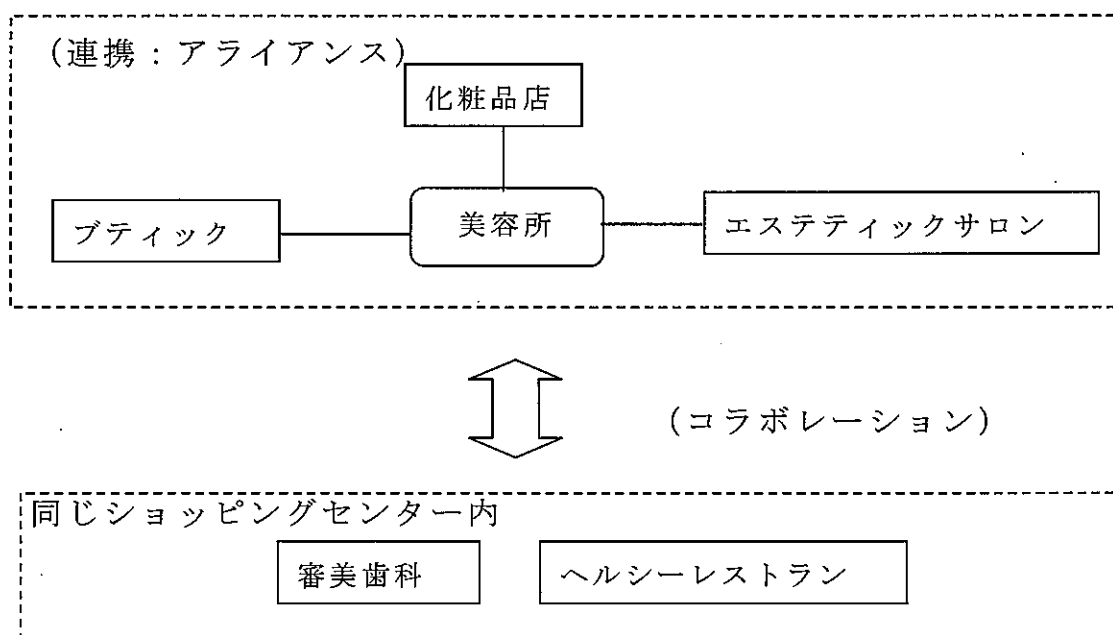 (連携：アライアンス)
化粧品店
ブティック
美容所
エステティックサロン
(コラボレーション)
同じショッピングセンター内
審美歯科
ヘルシーレストラン